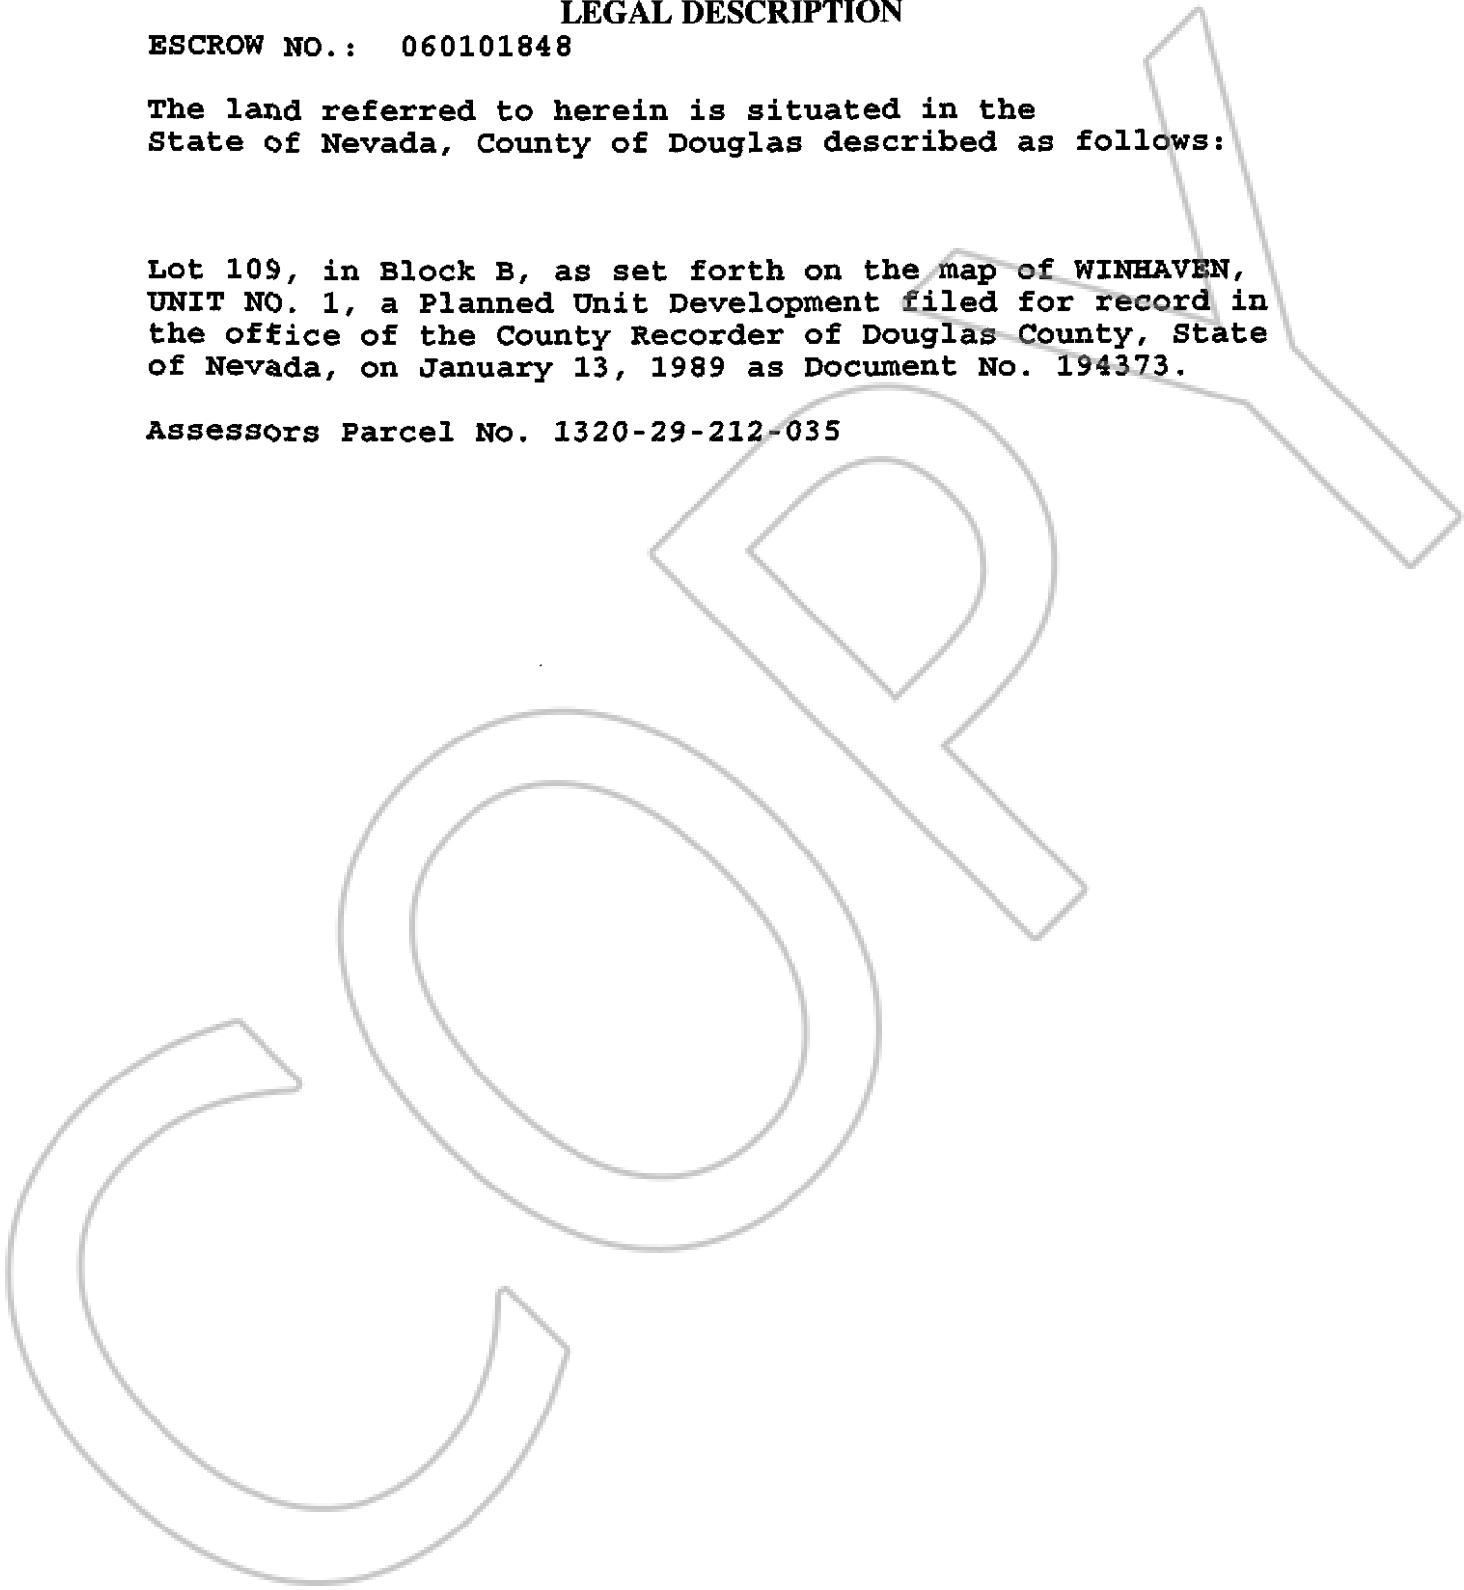 LEGAL DESCRIPTION
ESCROW NO.: 060101848
The land referred to herein is situated in the
State of Nevada, County of Douglas described as follows:
Lot 109, in Block B, as set forth on the map of WINHAVEN,
UNIT NO. 1, a Planned Unit Development filed for record in
the office of the County Recorder of Douglas County, State
of Nevada, on January 13, 1989 as Document No. 194373.
Assessors Parcel No. 1320-29-212-035
COPY